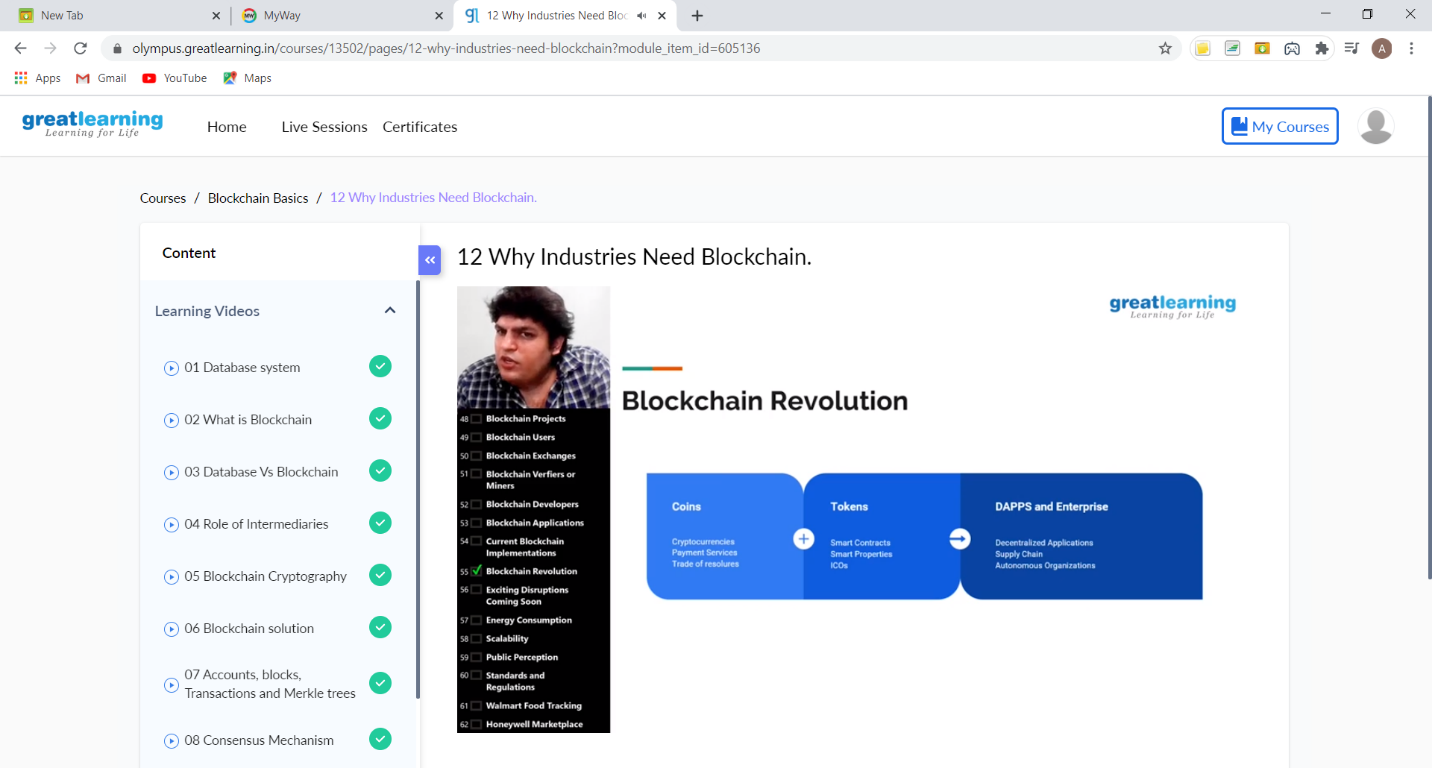 New Tab
MyWay
12 Why Industries Need Bloc
olympus.greatlearning.in/courses/13502/pages/12-why-industries-need-blockchain?module_item_id=605136
A
Apps
Gmail
YouTube
Maps
greatlearning
Learning for Life
Home
Live Sessions
Certificates
My Courses
Courses / Blockchain Basics / 12 Why Industries Need Blockchain.
Content
Learning Videos
01 Database system
02 What is Blockchain
03 Database Vs Blockchain
04 Role of Intermediaries
05 Blockchain Cryptography
06 Blockchain solution
07 Accounts, blocks,
Transactions and Merkle trees
08 Consensus Mechanism
12 Why Industries Need Blockchain.
48 Blockchain Projects
49 Blockchain Users
50 Blockchain Exchanges
51 Blockchain Verfiers or
Miners
52 Blockchain Developers
53 Blockchain Applications
54 Current Blockchain
Implementations
55 Blockchain Revolution
56 Exciting Disruptions
Coming Soon
57 Energy Consumption
58 Scalability
59 Public Perception
60 Standards and
Regulations
61 Walmart Food Tracking
62 Honeywell Marketplace
greatlearning
Learning for Life
Blockchain Revolution
Coins
Cryptocurrencies
Payment Services
Trade of resolures
Tokens
Smart Contracts
Smart Properties
ICOs
DAPPS and Enterprise
Decentralized Applications
Supply Chain
Autonomous Organizations